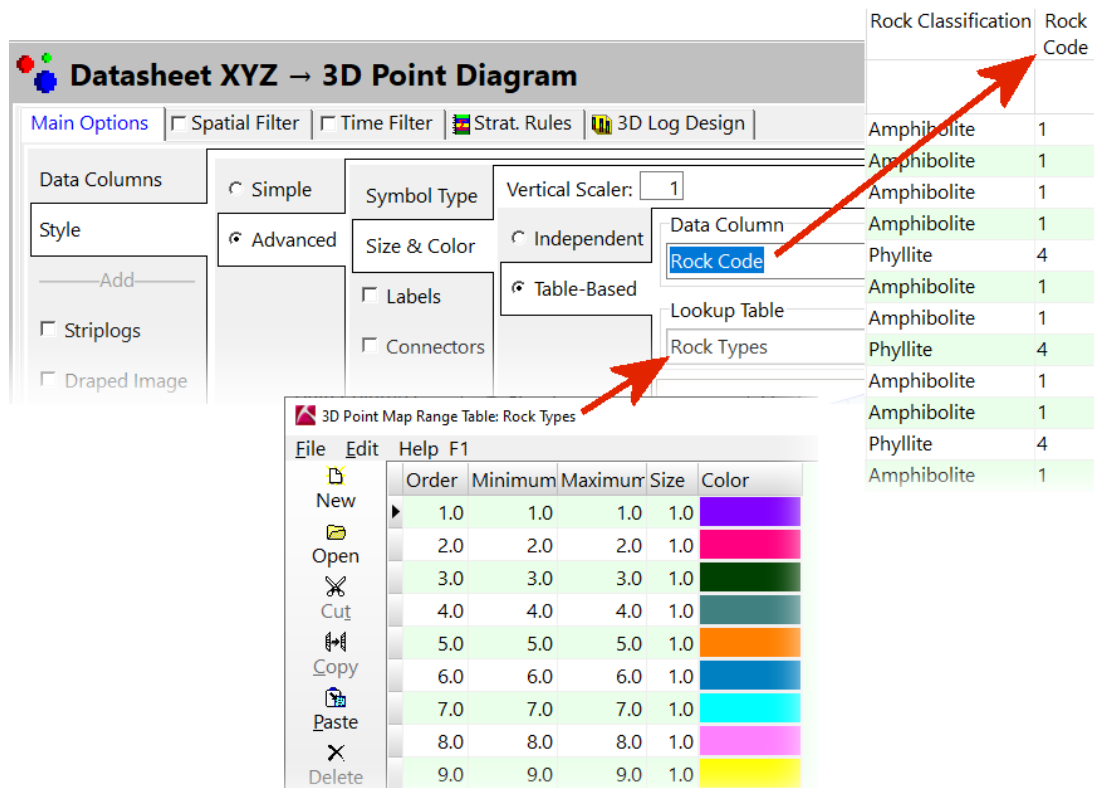 Rock Classification Rock Code
Datasheet XYZ → 3D Point Diagram
Main Options Spatial Filter Time Filter Strat. Rules 3D Log Design
Data Columns
Style
Add
Striplogs
Draped Image
Simple
Advanced
Symbol Type
Size & Color
Labels
Connectors
Vertical Scaler: 1
Independent
Table-Based
Data Column
Rock Code
Lookup Table
Rock Types
Amphibolite 1
Amphibolite 1
Amphibolite 1
Amphibolite 1
Phyllite 4
Amphibolite 1
Amphibolite 1
Phyllite 4
Amphibolite 1
Amphibolite 1
Phyllite 4
Amphibolite 1
3D Point Map Range Table: Rock Types
File Edit Help F1
New
Open
Cut
Copy
Paste
Delete
Order Minimum Maximum Size Color
1.0 1.0 1.0 1.0
2.0 2.0 2.0 1.0
3.0 3.0 3.0 1.0
4.0 4.0 4.0 1.0
5.0 5.0 5.0 1.0
6.0 6.0 6.0 1.0
7.0 7.0 7.0 1.0
8.0 8.0 8.0 1.0
9.0 9.0 9.0 1.0